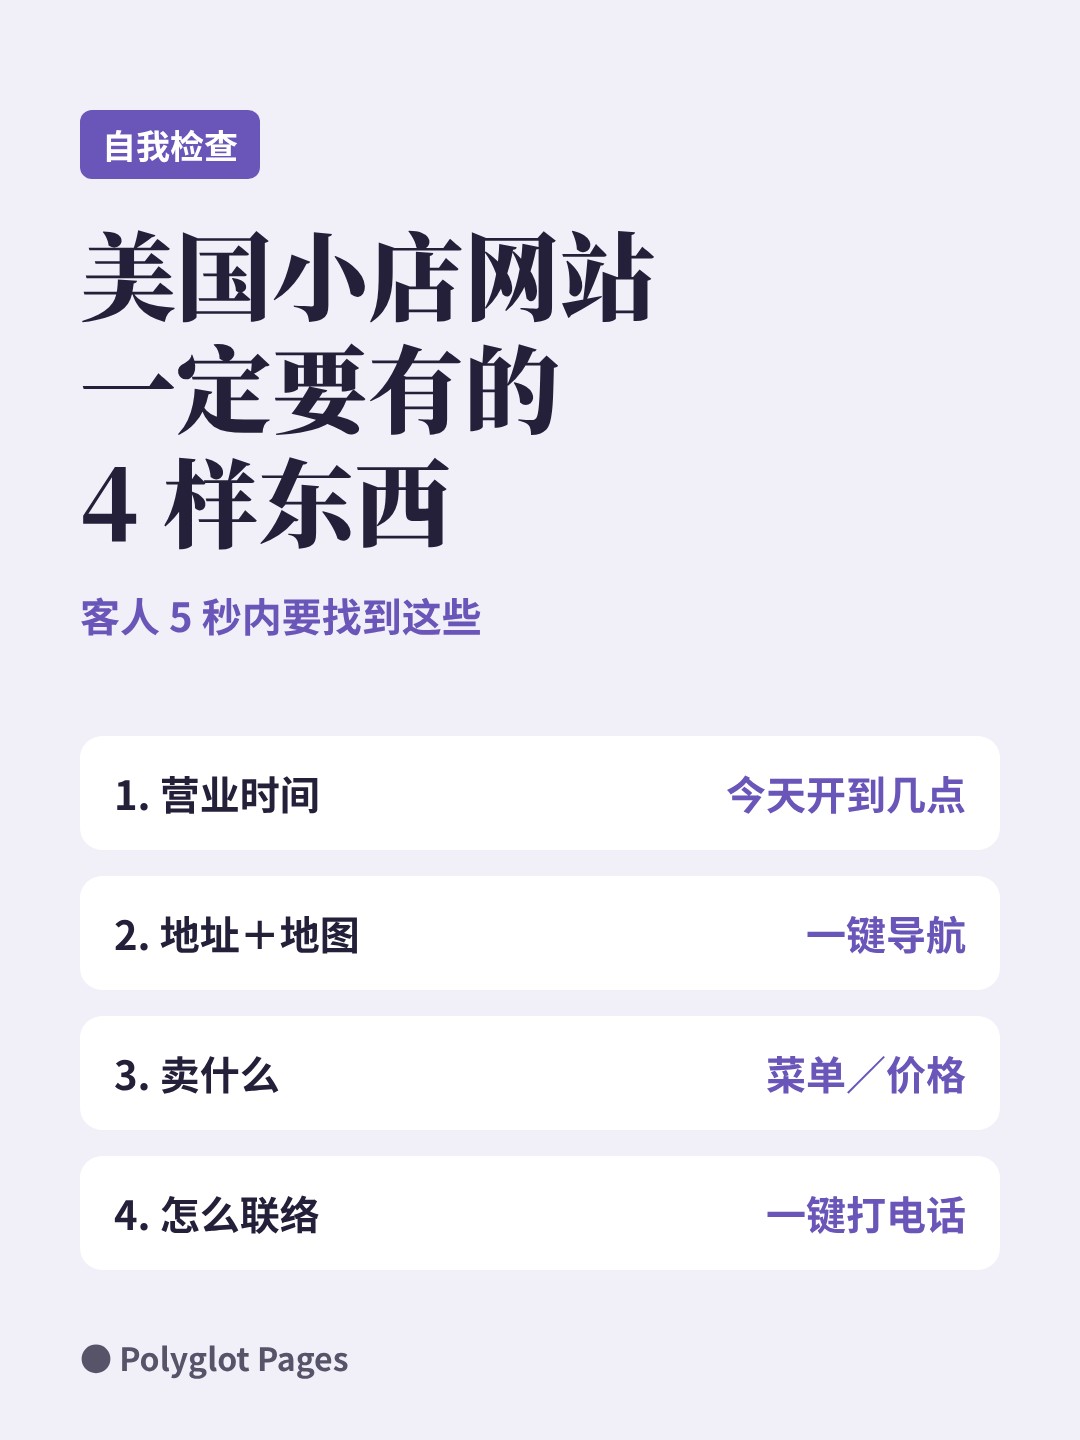 自我检查
美国小店网站
一定要有的
4 样东西
客人 5 秒内要找到这些
1. 营业时间 今天开到几点
2. 地址＋地图 一键导航
3. 卖什么 菜单／价格
4. 怎么联络 一键打电话
Polyglot Pages